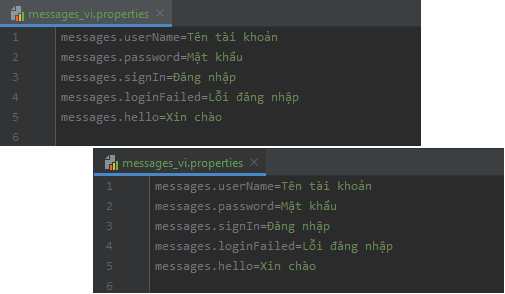 messages_vi.properties
1 messages.userName=Tên tài khoản
2 messages.password=Mật khẩu
3 messages.signIn=Đăng nhập
4 messages.loginFailed=Lỗi đăng nhập
5 messages.hello=Xin chào
6
messages_vi.properties
1 messages.userName=Tên tài khoản
2 messages.password=Mật khẩu
3 messages.signIn=Đăng nhập
4 messages.loginFailed=Lỗi đăng nhập
5 messages.hello=Xin chào
6